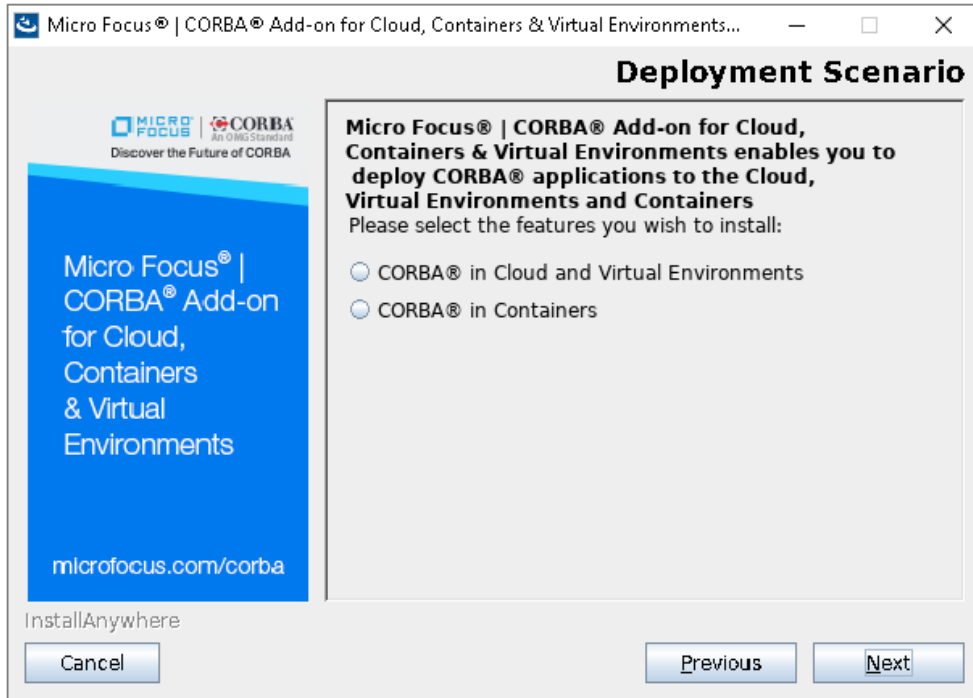 Micro Focus® | CORBA® Add-on for Cloud, Containers & Virtual Environments...
Deployment Scenario
MICRO FOCUS | CORBA
An OMG Standard
Discover the Future of CORBA
Micro Focus® |
CORBA® Add-on
for Cloud,
Containers
& Virtual
Environments
microfocus.com/corba
Micro Focus® | CORBA® Add-on for Cloud,
Containers & Virtual Environments enables you to
deploy CORBA® applications to the Cloud,
Virtual Environments and Containers
Please select the features you wish to install:
CORBA® in Cloud and Virtual Environments
CORBA® in Containers
InstallAnywhere
Cancel
Previous
Next